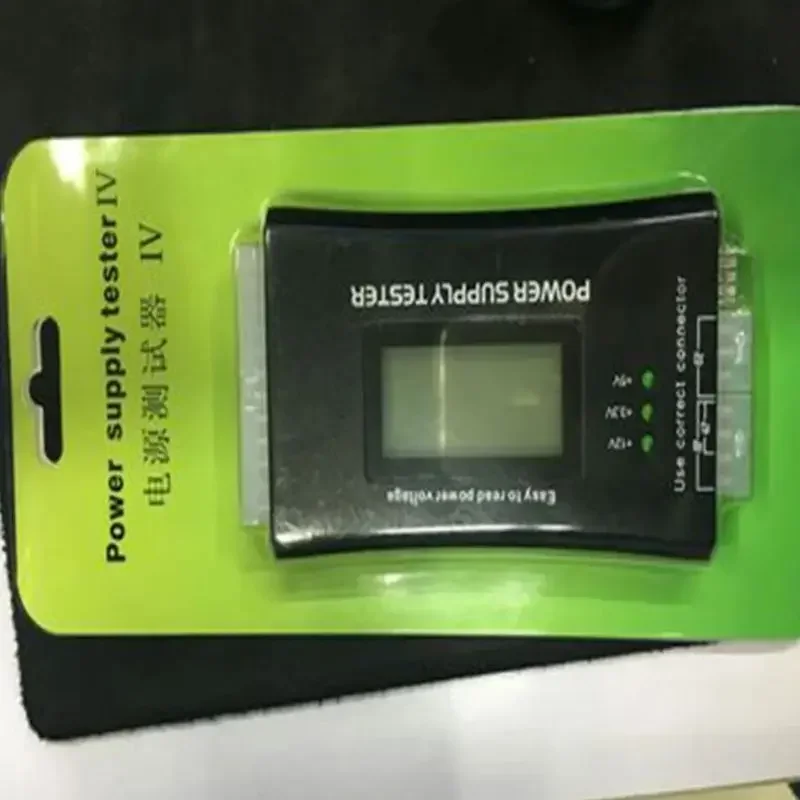 Power supply tester IV
电源测试器 IV
POWER SUPPLY TESTER
+5V
+3.3V
+12V
Easy to read power voltage
Use correct connector